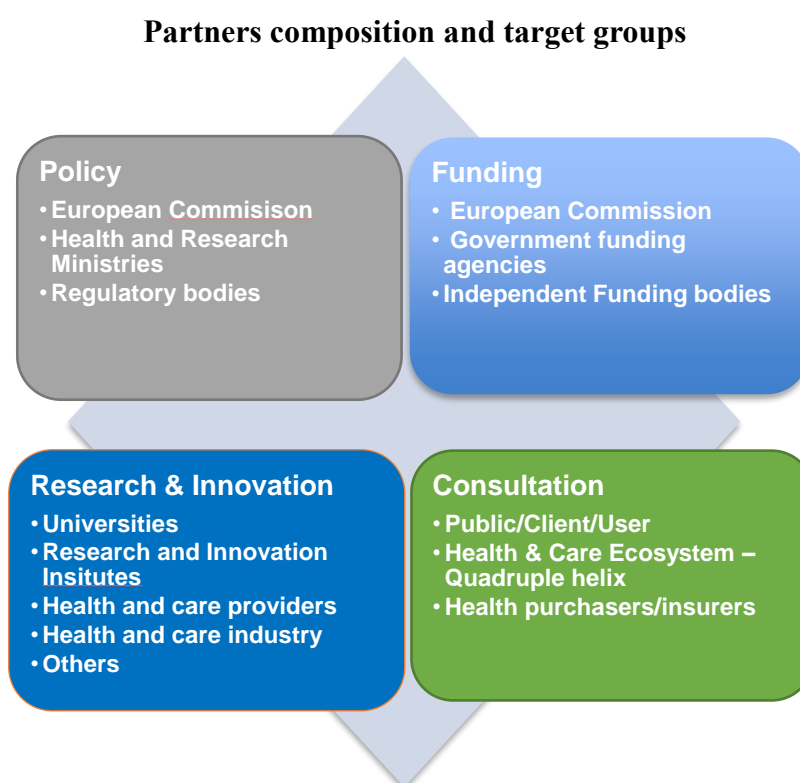 Partners composition and target groups
Policy
• European Commisison
• Health and Research
Ministries
• Regulatory bodies
Funding
• European Commission
• Government funding
agencies
• Independent Funding bodies
Research & Innovation
• Universities
• Research and Innovation
Insitutes
• Health and care providers
• Health and care industry
• Others
Consultation
• Public/Client/User
• Health & Care Ecosystem –
Quadruple helix
• Health purchasers/insurers